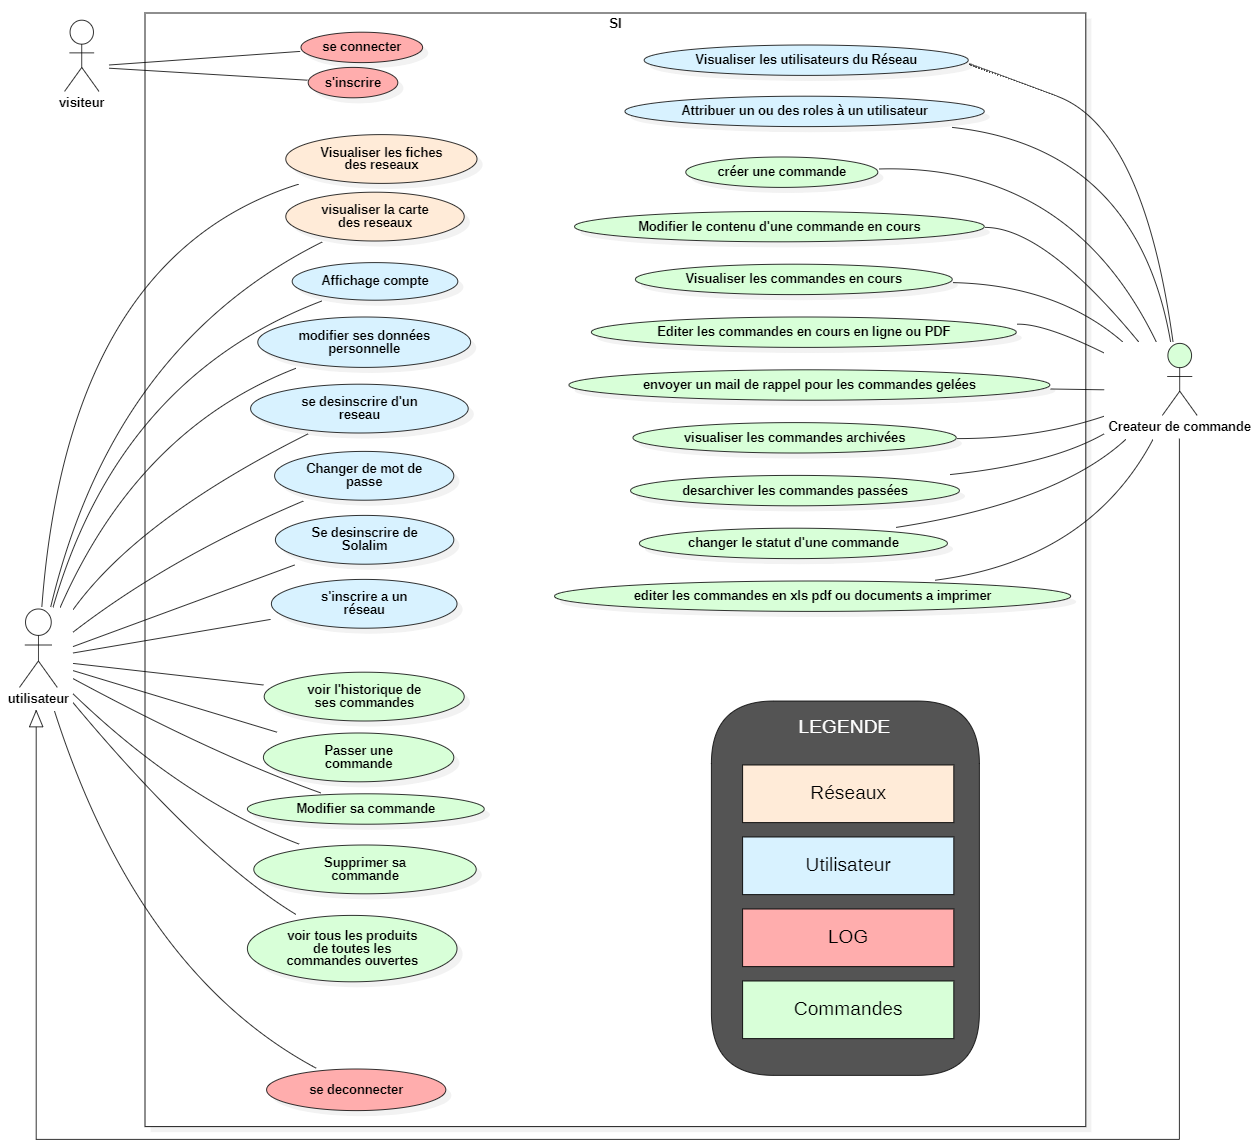 SI
visiteur
se connecter
s'inscrire
Visualiser les fiches
des reseaux
visualiser la carte
des reseaux
Affichage compte
modifier ses données
personnelle
se desinscrire d'un
reseau
Changer de mot de
passe
Se desinscrire de
Solalim
s'inscrire a un
réseau
utilisateur
voir l'historique de
ses commandes
Passer une
commande
Modifier sa commande
Supprimer sa
commande
voir tous les produits
de toutes les
commandes ouvertes
se deconnecter
Visualiser les utilisateurs du Réseau
Attribuer un ou des roles à un utilisateur
créer une commande
Modifier le contenu d'une commande en cours
Visualiser les commandes en cours
Editer les commandes en cours en ligne ou PDF
envoyer un mail de rappel pour les commandes gelées
visualiser les commandes archivées
desarchiver les commandes passées
changer le statut d'une commande
editer les commandes en xls pdf ou documents a imprimer
Createur de commande
LEGENDE
Réseaux
Utilisateur
LOG
Commandes